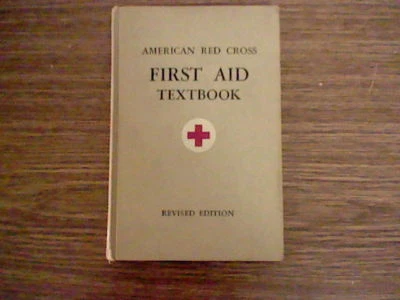 AMERICAN RED CROSS
FIRST AID
TEXTBOOK
REVISED EDITION